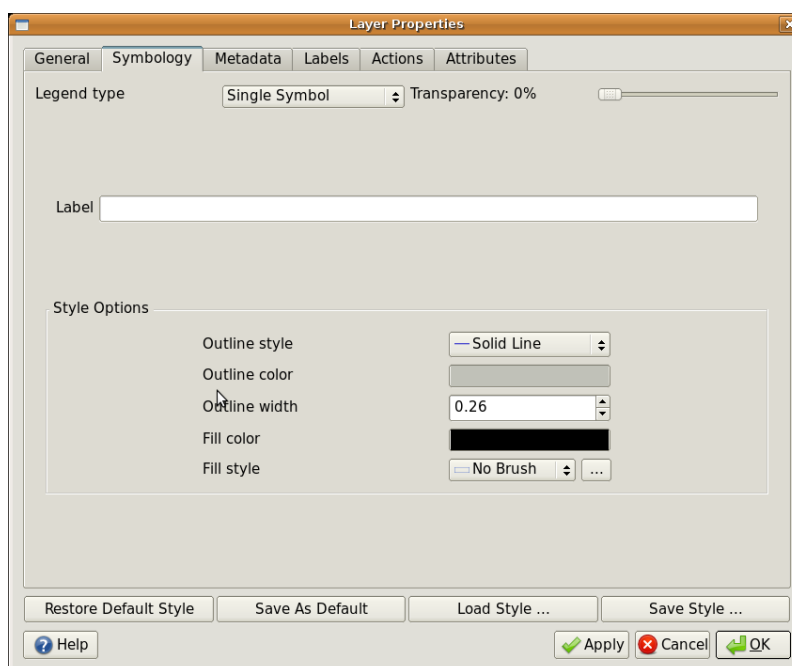 Layer Properties
General Symbology Metadata Labels Actions Attributes
Legend type Single Symbol Transparency: 0%
Label
Style Options
Outline style Solid Line
Outline color
Outline width 0.26
Fill color
Fill style No Brush ...
Restore Default Style Save As Default Load Style ... Save Style ...
Help Apply Cancel OK